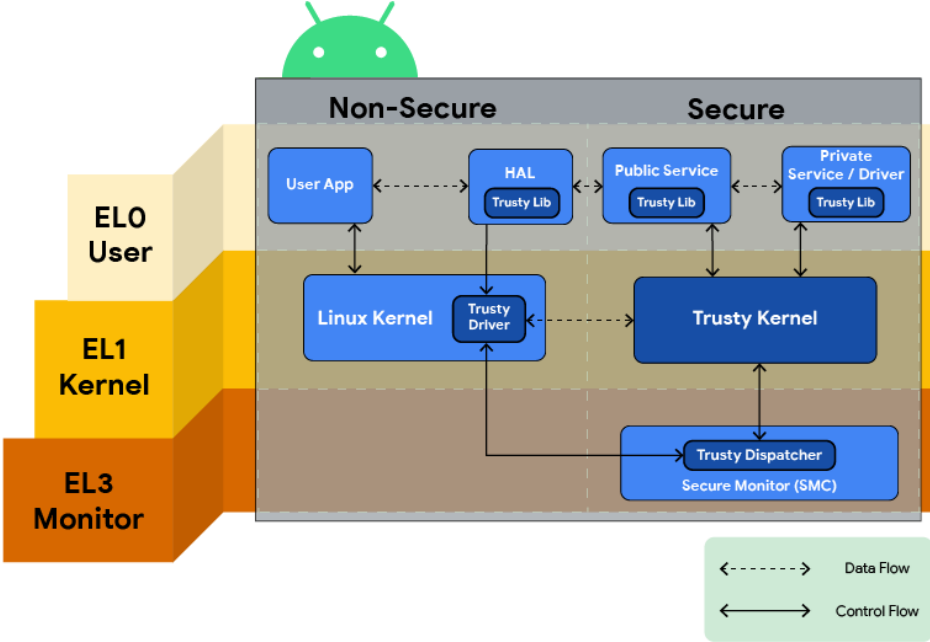 Non-Secure
Secure
EL0
User
User App
HAL
Trusty Lib
Public Service
Trusty Lib
Private
Service / Driver
Trusty Lib
EL1
Kernel
Linux Kernel
Trusty
Driver
Trusty Kernel
EL3
Monitor
Trusty Dispatcher
Secure Monitor (SMC)
Data Flow
Control Flow